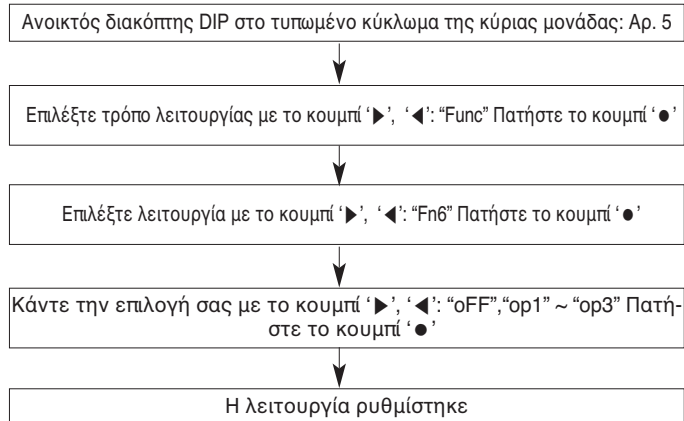 Ανοικτός διακόπτης DIP στο τυπωμένο κύκλωμα της κύριας μονάδας: Αρ. 5
Επιλέξτε τρόπο λειτουργίας με το κουμπί ‘▶’, ‘◀’: “Func” Πατήστε το κουμπί ‘●’
Επιλέξτε λειτουργία με το κουμπί ‘▶’, ‘◀’: “Fn6” Πατήστε το κουμπί ‘●’
Κάντε την επιλογή σας με το κουμπί ‘▶’, ‘◀’: “oFF”,“op1” ~ “op3” Πατή-
στε το κουμπί ‘●’
Η λειτουργία ρυθμίστηκε